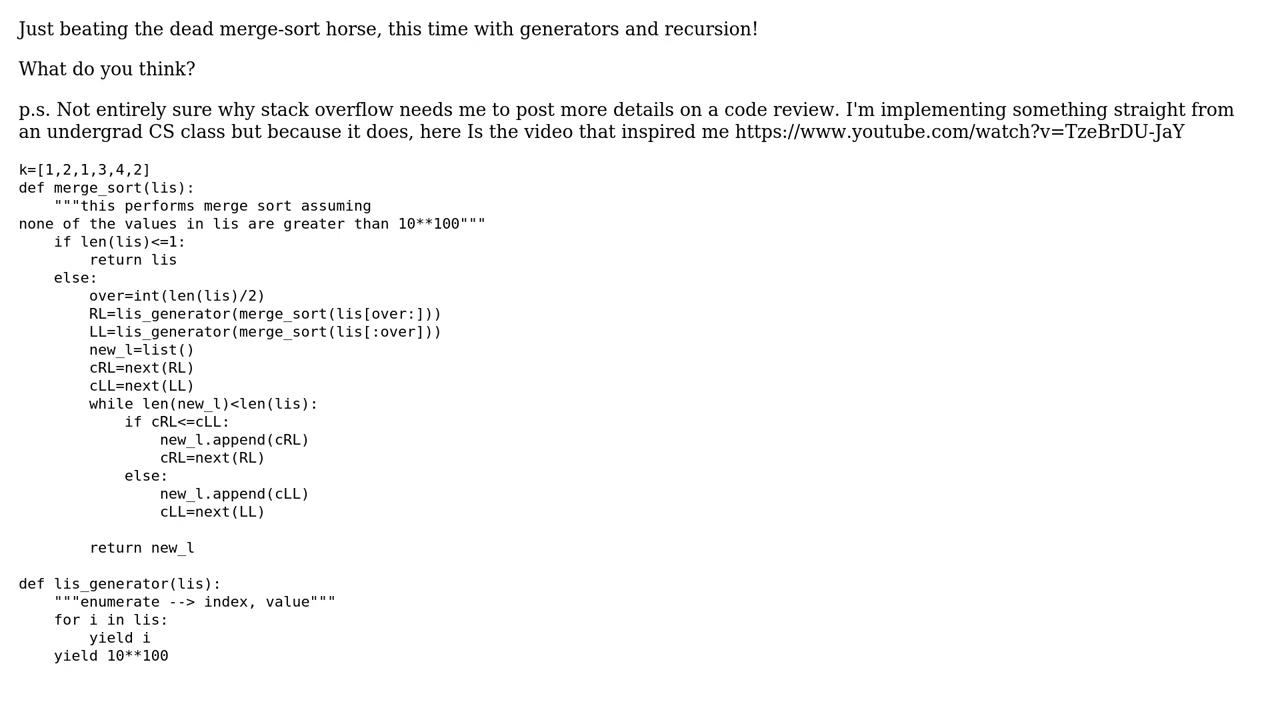 Just beating the dead merge-sort horse, this time with generators and recursion!
What do you think?
p.s. Not entirely sure why stack overflow needs me to post more details on a code review. I'm implementing something straight from
an undergrad CS class but because it does, here Is the video that inspired me https://www.youtube.com/watch?v=TzeBrDU-JaY
k=[1,2,1,3,4,2]
def merge_sort(lis):
    """this performs merge sort assuming
none of the values in lis are greater than 10**100"""
    if len(lis)<=1:
        return lis
    else:
        over=int(len(lis)/2)
        RL=lis_generator(merge_sort(lis[over:]))
        LL=lis_generator(merge_sort(lis[:over]))
        new_l=list()
        cRL=next(RL)
        cLL=next(LL)
        while len(new_l)<len(lis):
            if cRL<=cLL:
                new_l.append(cRL)
                cRL=next(RL)
            else:
                new_l.append(cLL)
                cLL=next(LL)
        return new_l
def lis_generator(lis):
    """enumerate --> index, value"""
    for i in lis:
        yield i
    yield 10**100